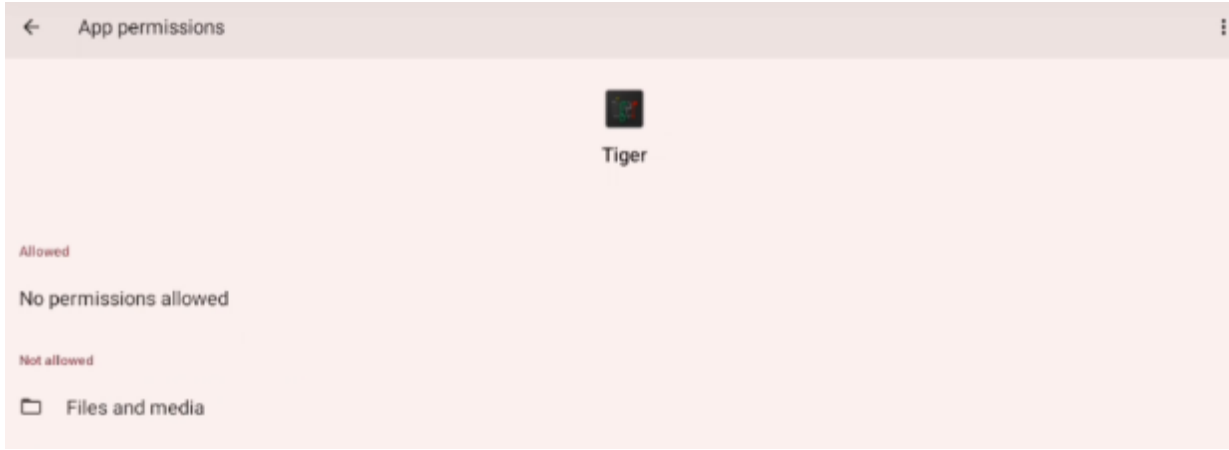 App permissions
Tiger
Allowed
No permissions allowed
Not allowed
Files and media